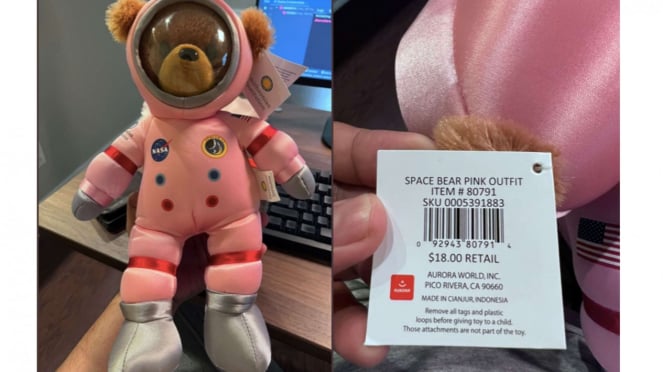 NASA
SPACE BEAR PINK OUTFIT
ITEM # 80791
SKU 0005391883
0 92943 80791 4
$18.00 RETAIL
AURORA WORLD, INC.
PICO RIVERA, CA 90660
AURORA
MADE IN CIANJUR, INDONESIA
Remove all tags and plastic
loops before giving toy to a child.
Those attachments are not part of the toy.